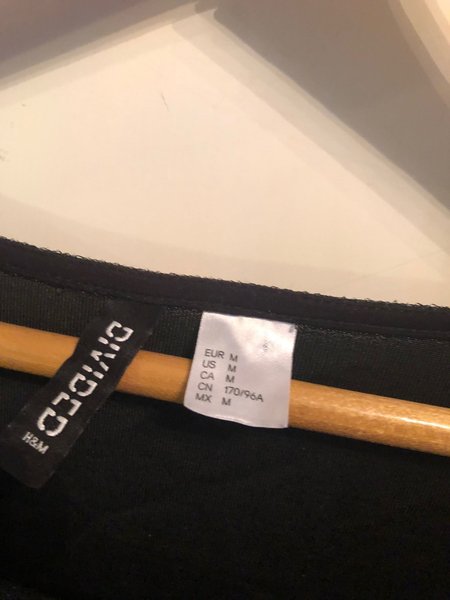 DIVIDED
H&M
EUR M
US M
CA M
CN 170/96A
MX M